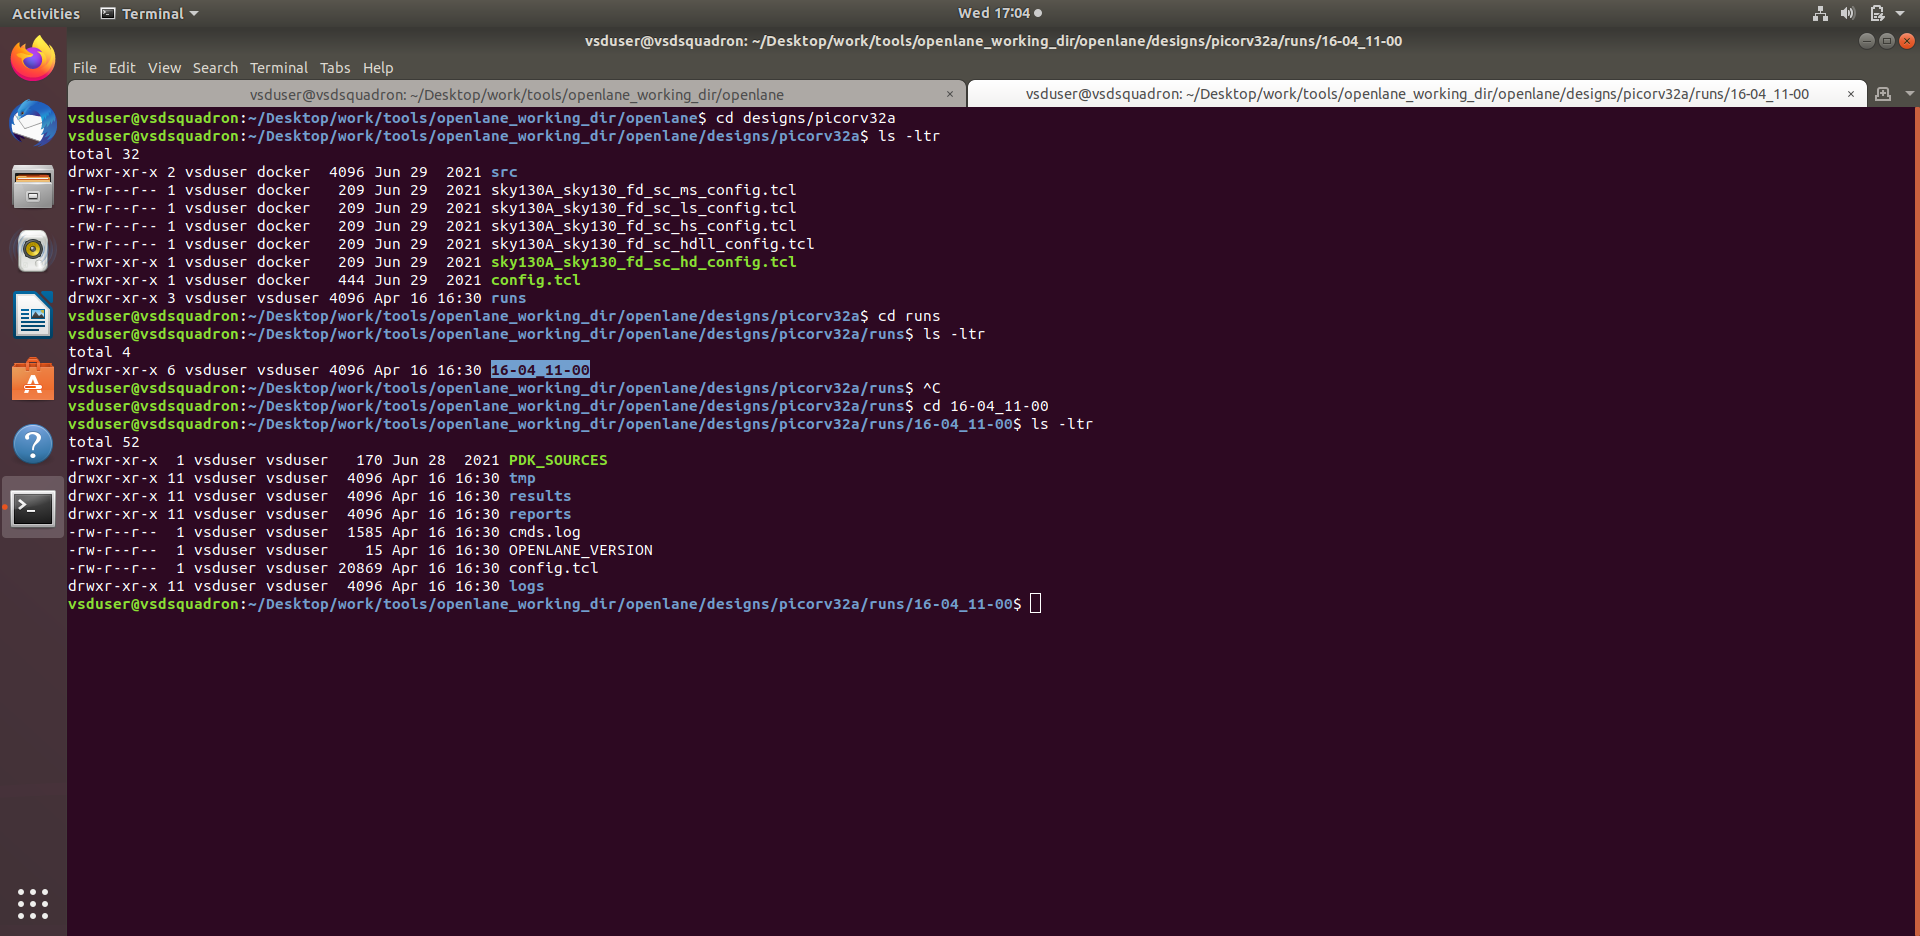 Activities Terminal Wed 17:04
vsduser@vsdsquadron: ~/Desktop/work/tools/openlane_working_dir/openlane/designs/picorv32a/runs/16-04_11-00
File Edit View Search Terminal Tabs Help
vsduser@vsdsquadron: ~/Desktop/work/tools/openlane_working_dir/openlane × vsduser@vsdsquadron: ~/Desktop/work/tools/openlane_working_dir/openlane/designs/picorv32a/runs/16-04_11-00 ×
vsduser@vsdsquadron:~/Desktop/work/tools/openlane_working_dir/openlane$ cd designs/picorv32a
vsduser@vsdsquadron:~/Desktop/work/tools/openlane_working_dir/openlane/designs/picorv32a$ ls -ltr
total 32
drwxr-xr-x 2 vsduser docker  4096 Jun 29  2021 src
-rw-r--r-- 1 vsduser docker   209 Jun 29  2021 sky130A_sky130_fd_sc_ms_config.tcl
-rw-r--r-- 1 vsduser docker   209 Jun 29  2021 sky130A_sky130_fd_sc_ls_config.tcl
-rw-r--r-- 1 vsduser docker   209 Jun 29  2021 sky130A_sky130_fd_sc_hs_config.tcl
-rw-r--r-- 1 vsduser docker   209 Jun 29  2021 sky130A_sky130_fd_sc_hdll_config.tcl
-rwxr-xr-x 1 vsduser docker   209 Jun 29  2021 sky130A_sky130_fd_sc_hd_config.tcl
-rwxr-xr-x 1 vsduser docker   444 Jun 29  2021 config.tcl
drwxr-xr-x 3 vsduser vsduser 4096 Apr 16 16:30 runs
vsduser@vsdsquadron:~/Desktop/work/tools/openlane_working_dir/openlane/designs/picorv32a$ cd runs
vsduser@vsdsquadron:~/Desktop/work/tools/openlane_working_dir/openlane/designs/picorv32a/runs$ ls -ltr
total 4
drwxr-xr-x 6 vsduser vsduser 4096 Apr 16 16:30 16-04_11-00
vsduser@vsdsquadron:~/Desktop/work/tools/openlane_working_dir/openlane/designs/picorv32a/runs$ ^C
vsduser@vsdsquadron:~/Desktop/work/tools/openlane_working_dir/openlane/designs/picorv32a/runs$ cd 16-04_11-00
vsduser@vsdsquadron:~/Desktop/work/tools/openlane_working_dir/openlane/designs/picorv32a/runs/16-04_11-00$ ls -ltr
total 52
-rwxr-xr-x  1 vsduser vsduser   170 Jun 28  2021 PDK_SOURCES
drwxr-xr-x 11 vsduser vsduser  4096 Apr 16 16:30 tmp
drwxr-xr-x 11 vsduser vsduser  4096 Apr 16 16:30 results
drwxr-xr-x 11 vsduser vsduser  4096 Apr 16 16:30 reports
-rw-r--r--  1 vsduser vsduser  1585 Apr 16 16:30 cmds.log
-rw-r--r--  1 vsduser vsduser    15 Apr 16 16:30 OPENLANE_VERSION
-rw-r--r--  1 vsduser vsduser 20869 Apr 16 16:30 config.tcl
drwxr-xr-x 11 vsduser vsduser  4096 Apr 16 16:30 logs
vsduser@vsdsquadron:~/Desktop/work/tools/openlane_working_dir/openlane/designs/picorv32a/runs/16-04_11-00$